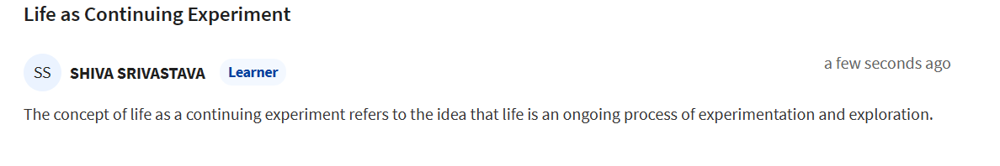 Life as Continuing Experiment
SS SHIVA SRIVASTAVA Learner a few seconds ago
The concept of life as a continuing experiment refers to the idea that life is an ongoing process of experimentation and exploration.